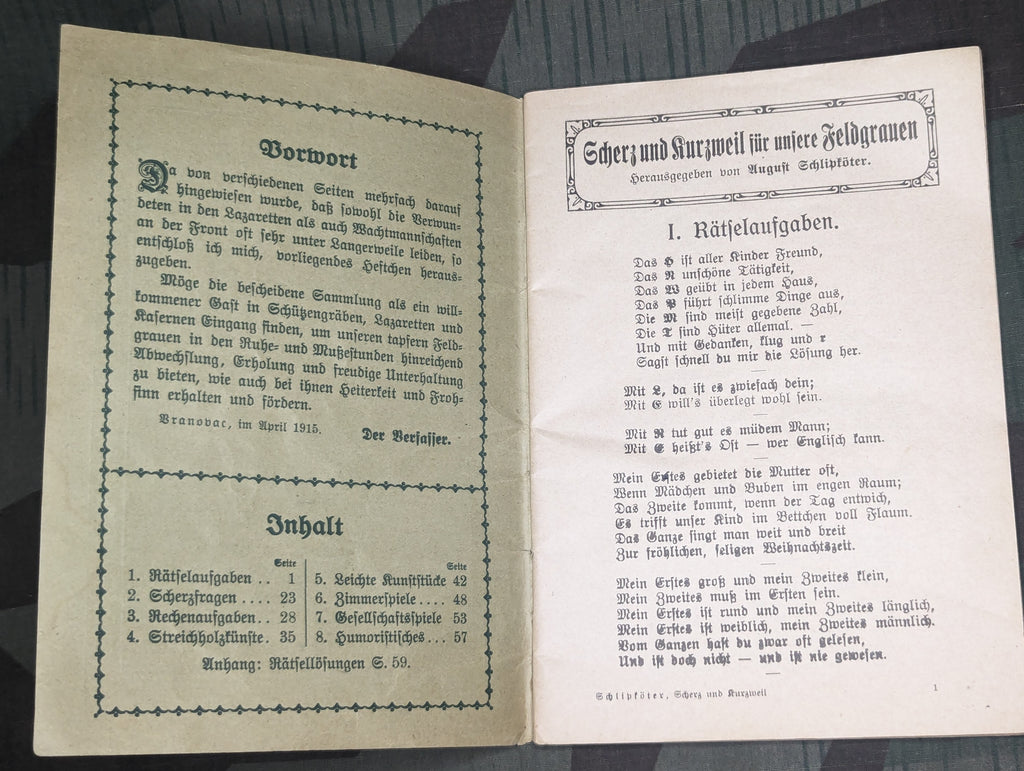 Vorwort
Da von verschiedenen Seiten mehrfach darauf
hingewiesen wurde, daß sowohl die Verwun-
deten in den Lazaretten als auch Wachtmannschaften
an der Front oft sehr unter Langerweile leiden, so
entschloß ich mich, vorliegendes Heftchen heraus-
zugeben.
Möge die bescheidene Sammlung als ein will-
kommener Gast in Schützengräben, Lazaretten und
Kasernen Eingang finden, um unseren tapfern Feld-
grauen in den Ruhe- und Mußestunden hinreichend
Abwechslung, Erholung und freudige Unterhaltung
zu bieten, wie auch bei ihnen Heiterkeit und Froh-
sinn erhalten und fördern.
Vranovac, im April 1915.
Der Verfasser.
Inhalt
Seite
1. Rätselaufgaben .. 1
2. Scherzfragen .... 23
3. Rechenaufgaben .. 28
4. Streichholzkünste. 35
Seite
5. Leichte Kunststücke 42
6. Zimmerspiele .... 48
7. Gesellschaftsspiele 53
8. Humoristisches ... 57
Anhang: Rätsellösungen S. 59.
Scherz und Kurzweil für unsere Feldgrauen
Herausgegeben von August Schlipköter.
I. Rätselaufgaben.
Das H ist aller Kinder Freund,
Das N unschöne Tätigkeit,
Das W geübt in jedem Haus,
Das P führt schlimme Dinge aus,
Die M sind meist gegebene Zahl,
Die T sind Hüter allemal. —
Und mit Gedanken, klug und r
Sagst schnell du mir die Lösung her.
Mit L, da ist es zwiefach dein;
Mit E will's überlegt wohl sein.
Mit R tut gut es müdem Mann;
Mit E heißt's Ost — wer Englisch kann.
Mein Erstes gebietet die Mutter oft,
Wenn Mädchen und Buben im engen Raum;
Das Zweite kommt, wenn der Tag entwich,
Es trifft unser Kind im Bettchen voll Flaum.
Das Ganze singt man weit und breit
Zur fröhlichen, seligen Weihnachtszeit.
Mein Erstes groß und mein Zweites klein,
Mein Zweites muß im Ersten sein.
Mein Erstes ist rund und mein Zweites länglich,
Mein Erstes ist weiblich, mein Zweites männlich.
Vom Ganzen hast du zwar oft gelesen,
Und ist doch nicht — und ist nie gewesen.
Schlipköter, Scherz und Kurzweil
1